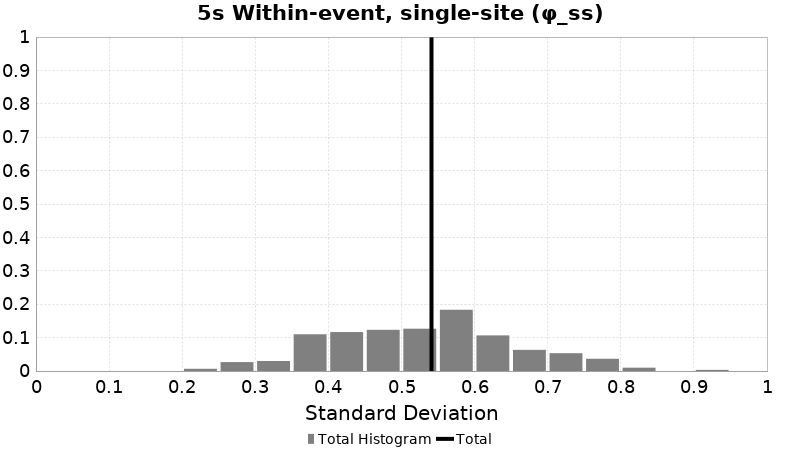 5s Within-event, single-site (φ_ss)
1
0.9
0.8
0.7
0.6
0.5
0.4
0.3
0.2
0.1
0
0 0.1 0.2 0.3 0.4 0.5 0.6 0.7 0.8 0.9 1
Standard Deviation
Total Histogram Total